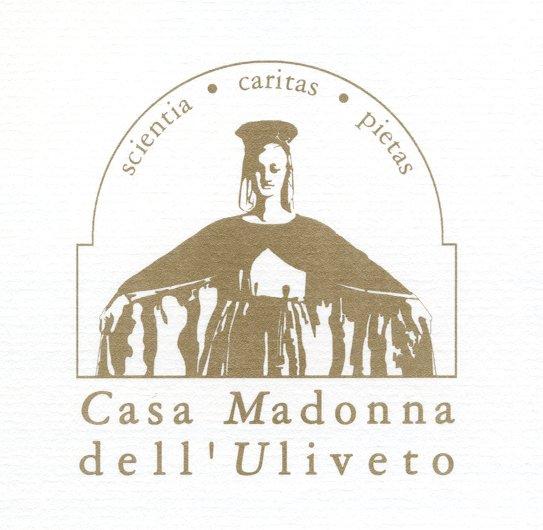 scientia • caritas • pietas
Casa Madonna
dell'Uliveto